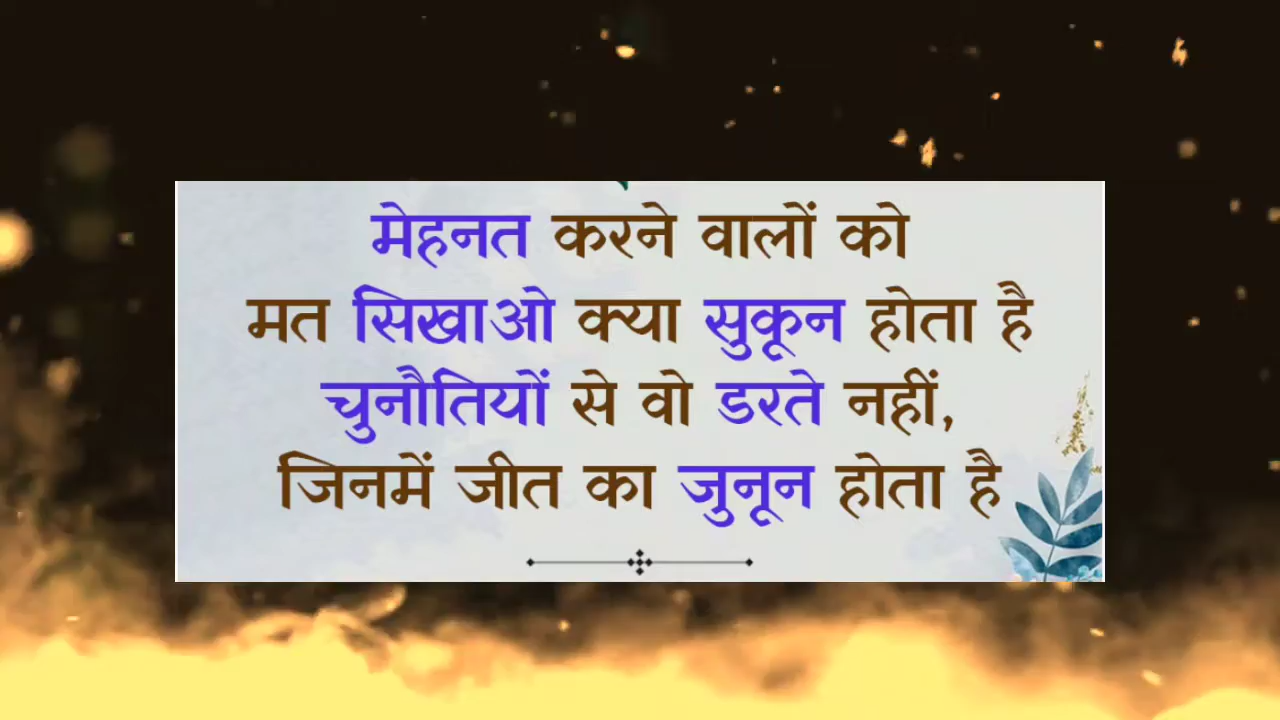 मेहनत करने वालों को
मत सिखाओ क्या सुकून होता है
चुनौतियों से वो डरते नहीं,
जिनमें जीत का जुनून होता है